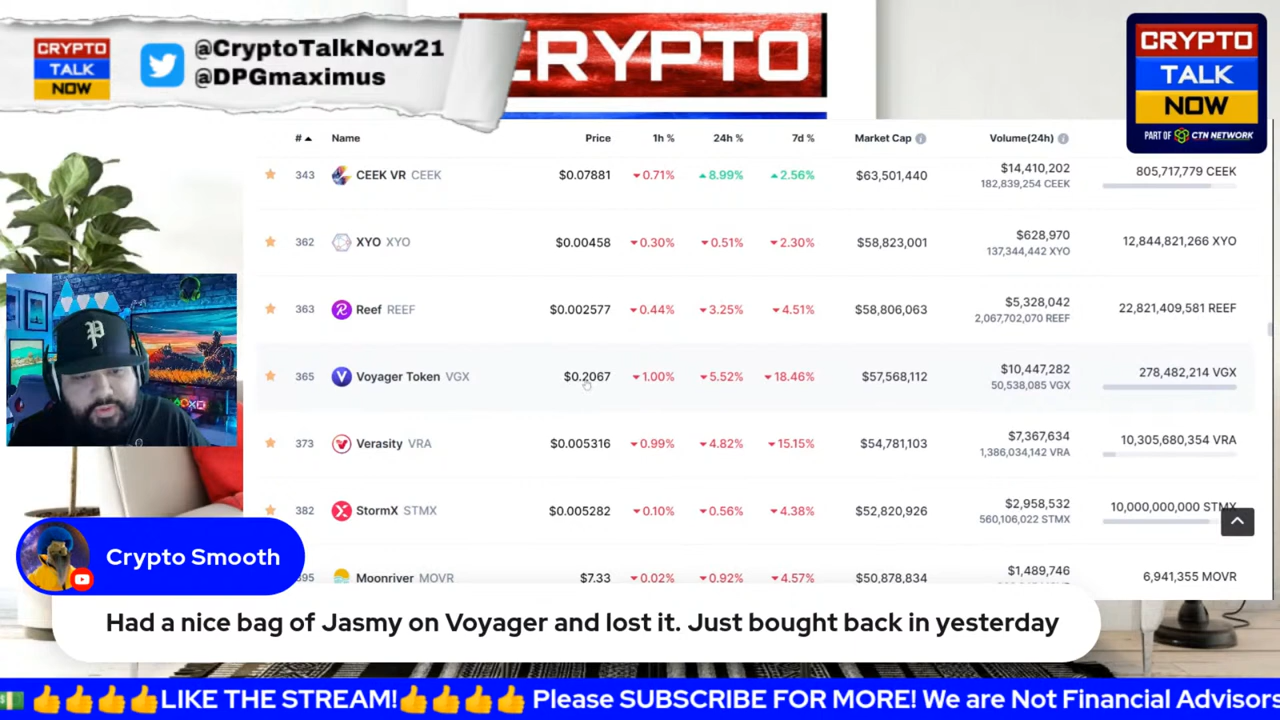 CRYPTO
TALK
NOW
@CryptoTalkNow21
@DPGmaximus
CRYPTO
CRYPTO
TALK
NOW
PART OF CTN NETWORK
# Name Price 1h % 24h % 7d % Market Cap Volume(24h)
343 CEEK VR CEEK $0.07881 0.71% 8.99% 2.56% $63,501,440 $14,410,202 805,717,779 CEEK
182,839,254 CEEK
362 XYO XYO $0.00458 0.30% 0.51% 2.30% $58,823,001 $628,970 12,844,821,266 XYO
137,344,442 XYO
363 Reef REEF $0.002577 0.44% 3.25% 4.51% $58,806,063 $5,328,042 22,821,409,581 REEF
2,067,702,070 REEF
365 Voyager Token VGX $0.2067 1.00% 5.52% 18.46% $57,568,112 $10,447,282 278,482,214 VGX
50,538,085 VGX
373 Verasity VRA $0.005316 0.99% 4.82% 15.15% $54,781,103 $7,367,634 10,305,680,354 VRA
1,386,034,142 VRA
382 StormX STMX $0.005282 0.10% 0.56% 4.38% $52,820,926 $2,958,532 10,000,000,000 STMX
560,106,022 STMX
Moonriver MOVR $7.33 0.02% 0.92% 4.57% $50,878,834 $1,489,746 6,941,355 MOVR
Crypto Smooth
Had a nice bag of Jasmy on Voyager and lost it. Just bought back in yesterday
💵 👍👍👍👍LIKE THE STREAM!👍👍👍👍 Please SUBSCRIBE FOR MORE! We are Not Financial Advisors